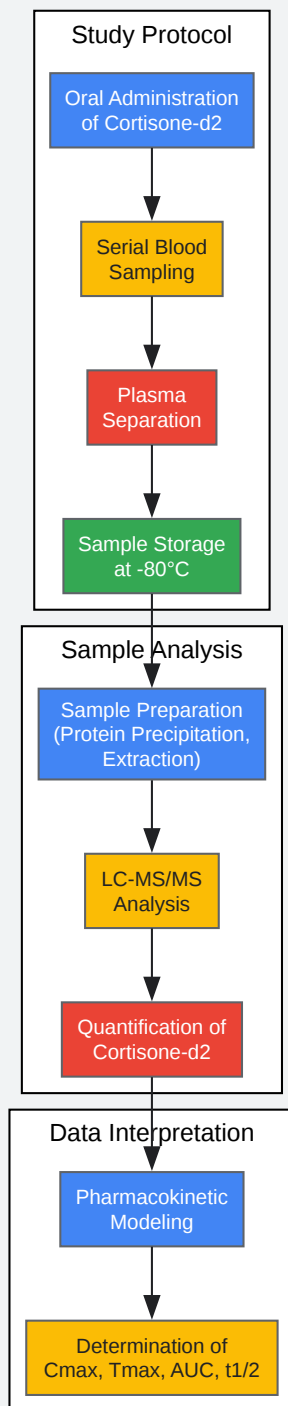 Study Protocol
Oral Administration
of Cortisone-d2
Serial Blood
Sampling
Plasma
Separation
Sample Storage
at -80°C
Sample Analysis
Sample Preparation
(Protein Precipitation,
Extraction)
LC-MS/MS
Analysis
Quantification of
Cortisone-d2
Data Interpretation
Pharmacokinetic
Modeling
Determination of
Cmax, Tmax, AUC, t1/2